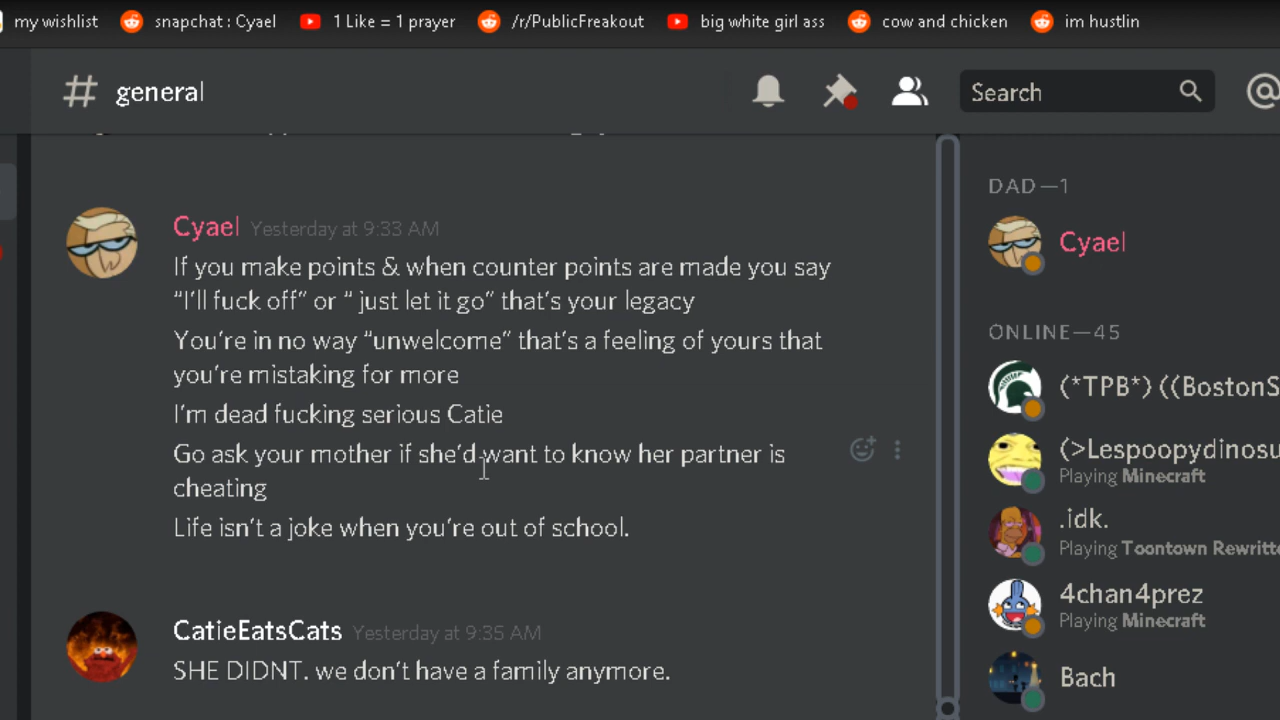 my wishlist snapchat : Cyael 1 Like = 1 prayer /r/PublicFreakout big white girl ass cow and chicken im hustlin
# general
Search
@
Cyael Yesterday at 9:33 AM
If you make points & when counter points are made you say
"I'll fuck off" or " just let it go" that's your legacy
You're in no way "unwelcome" that's a feeling of yours that
you're mistaking for more
I'm dead fucking serious Catie
Go ask your mother if she'd want to know her partner is
cheating
Life isn't a joke when you're out of school.
CatieEatsCats Yesterday at 9:35 AM
SHE DIDNT. we don't have a family anymore.
DAD—1
Cyael
ONLINE—45
(*TPB*) ((BostonS
(>Lespoopydinosu
Playing Minecraft
.idk.
Playing Toontown Rewritte
4chan4prez
Playing Minecraft
Bach